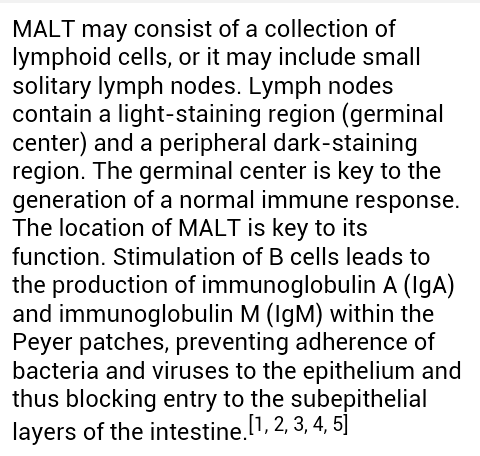 MALT may consist of a collection of
lymphoid cells, or it may include small
solitary lymph nodes. Lymph nodes
contain a light-staining region (germinal
center) and a peripheral dark-staining
region. The germinal center is key to the
generation of a normal immune response.
The location of MALT is key to its
function. Stimulation of B cells leads to
the production of immunoglobulin A (IgA)
and immunoglobulin M (IgM) within the
Peyer patches, preventing adherence of
bacteria and viruses to the epithelium and
thus blocking entry to the subepithelial
layers of the intestine.[1, 2, 3, 4, 5]